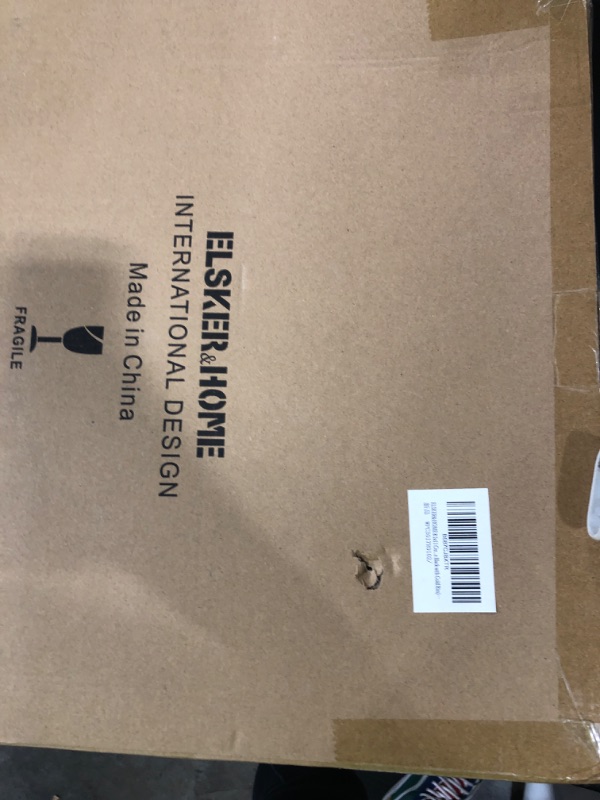 ELSKER&HOME
INTERNATIONAL DESIGN
Made in China
FRAGILE